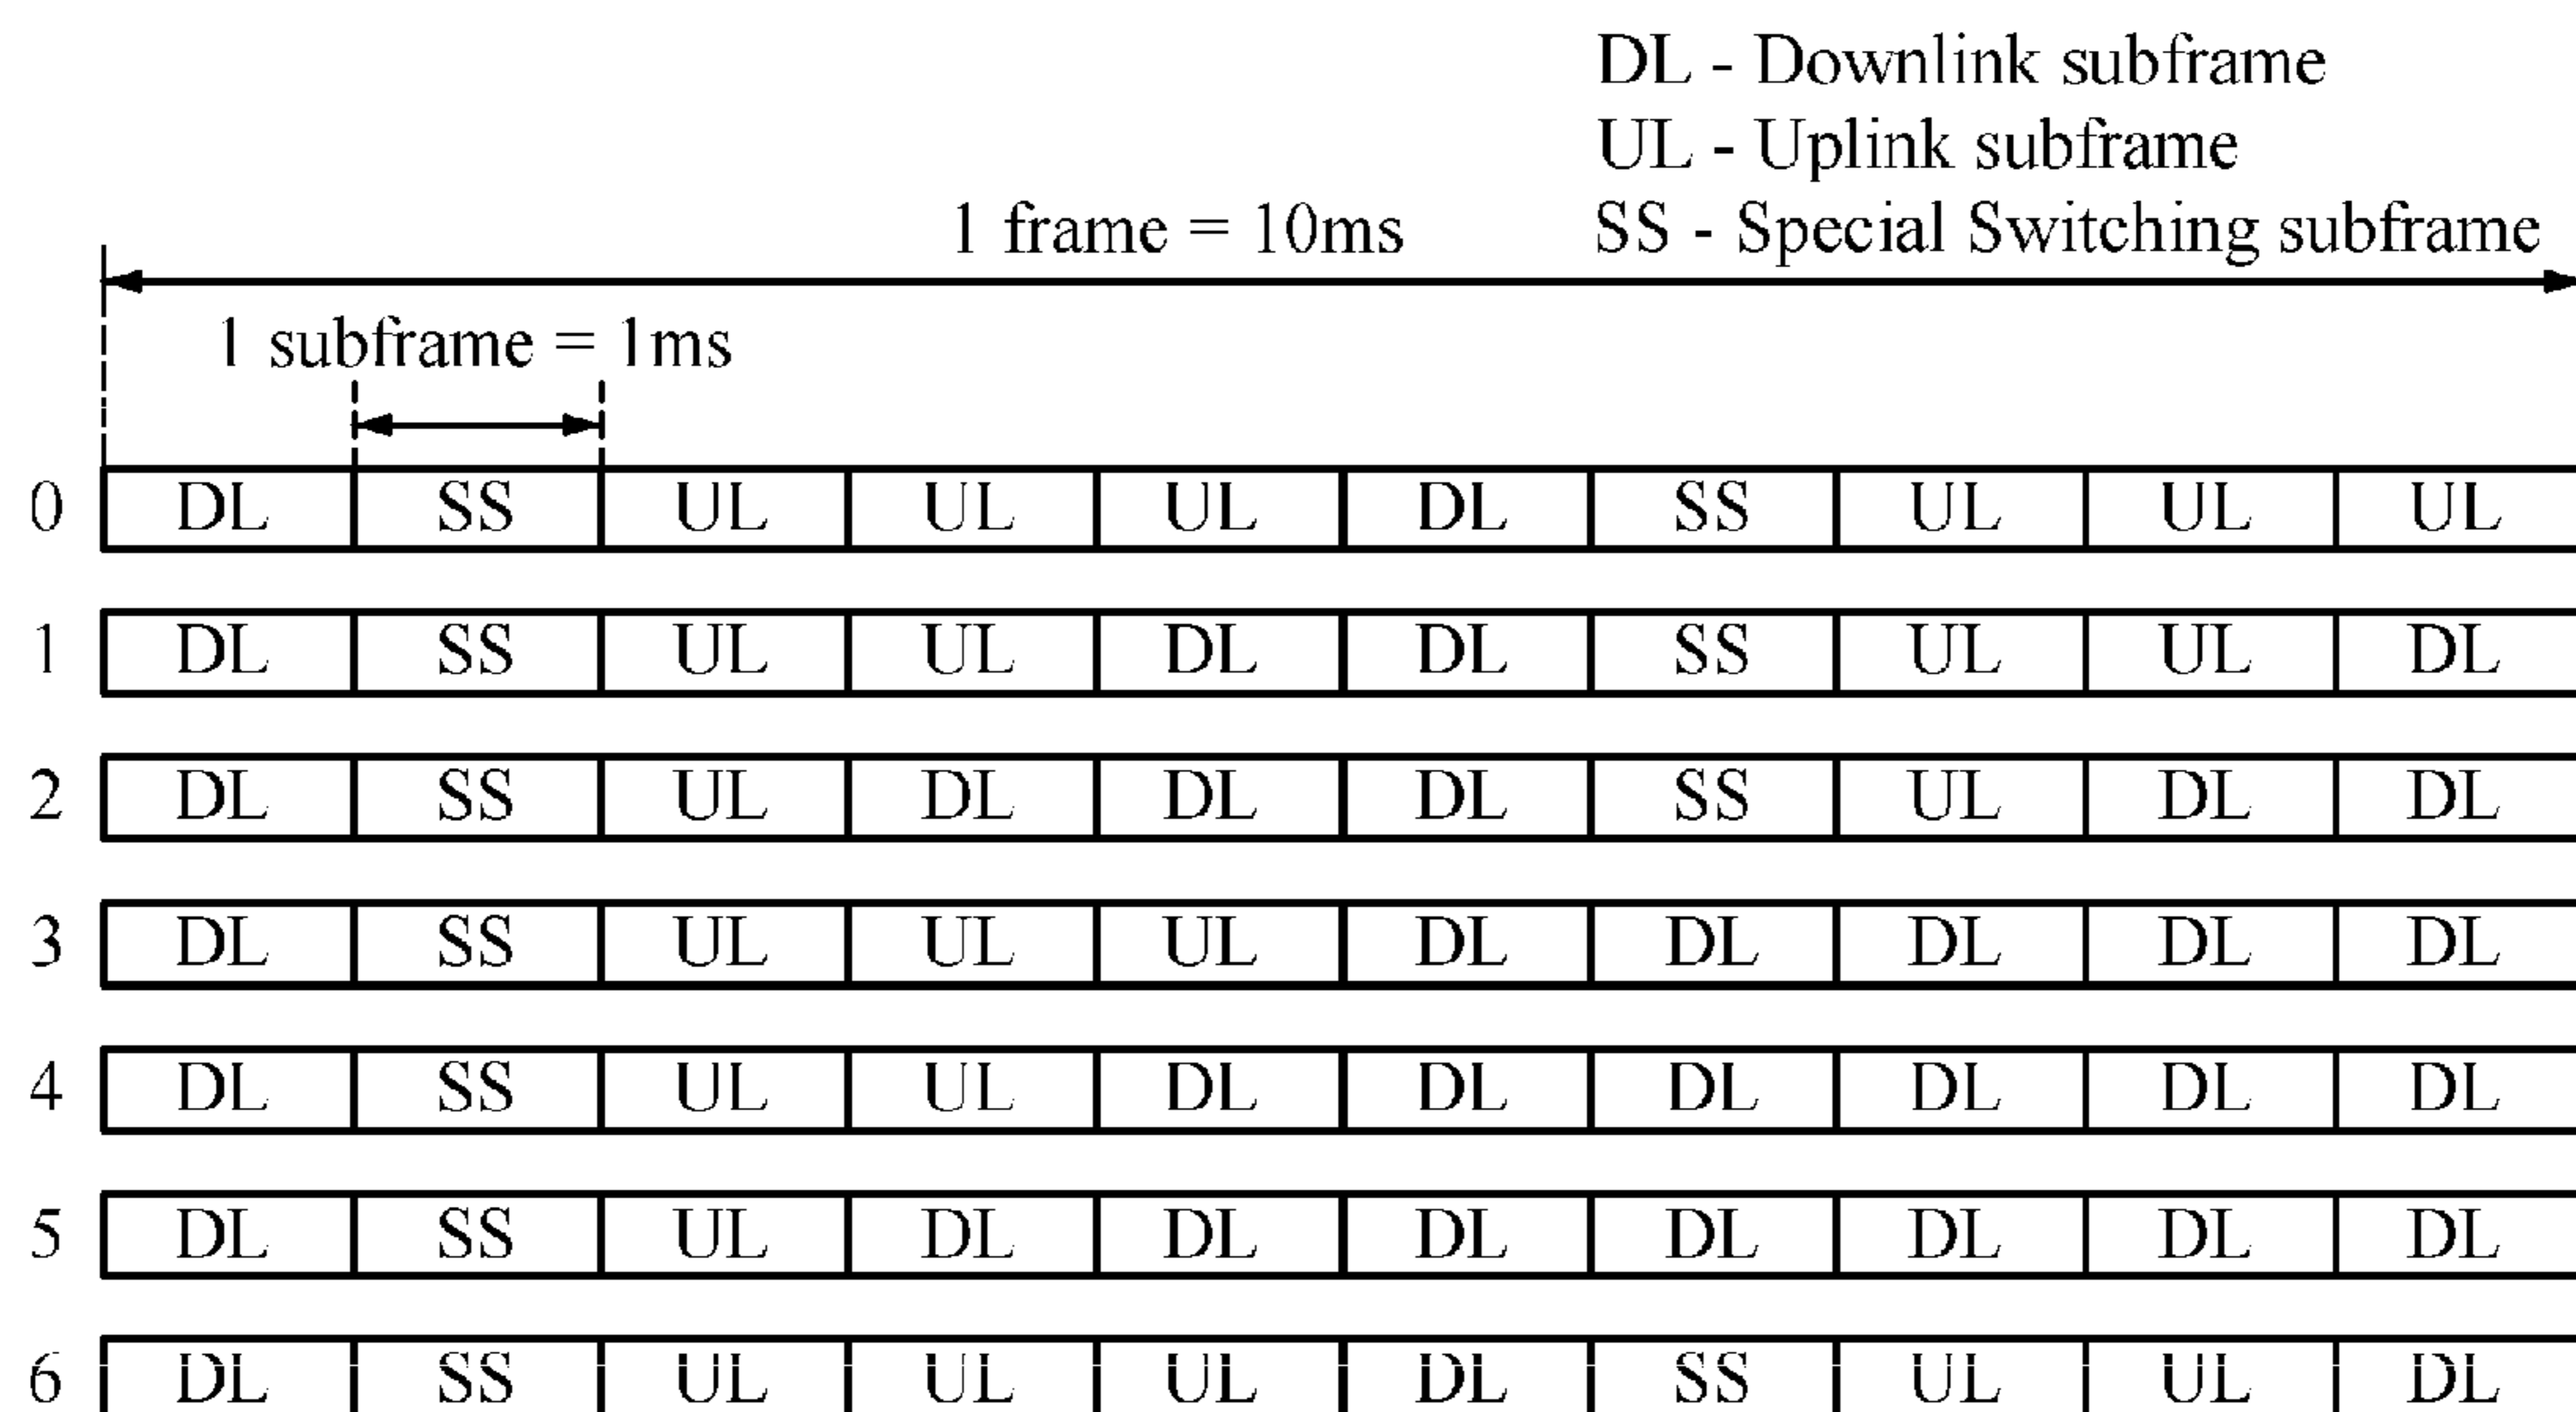 DL - Downlink subframe
UL - Uplink subframe
SS - Special Switching subframe
1 frame = 10ms
1 subframe = 1ms
0 DL SS UL UL UL DL SS UL UL UL
1 DL SS UL UL DL DL SS UL UL DL
2 DL SS UL DL DL DL SS UL DL DL
3 DL SS UL UL UL DL DL DL DL DL
4 DL SS UL UL DL DL DL DL DL DL
5 DL SS UL DL DL DL DL DL DL DL
6 DL SS UL UL UL DL SS UL UL DL